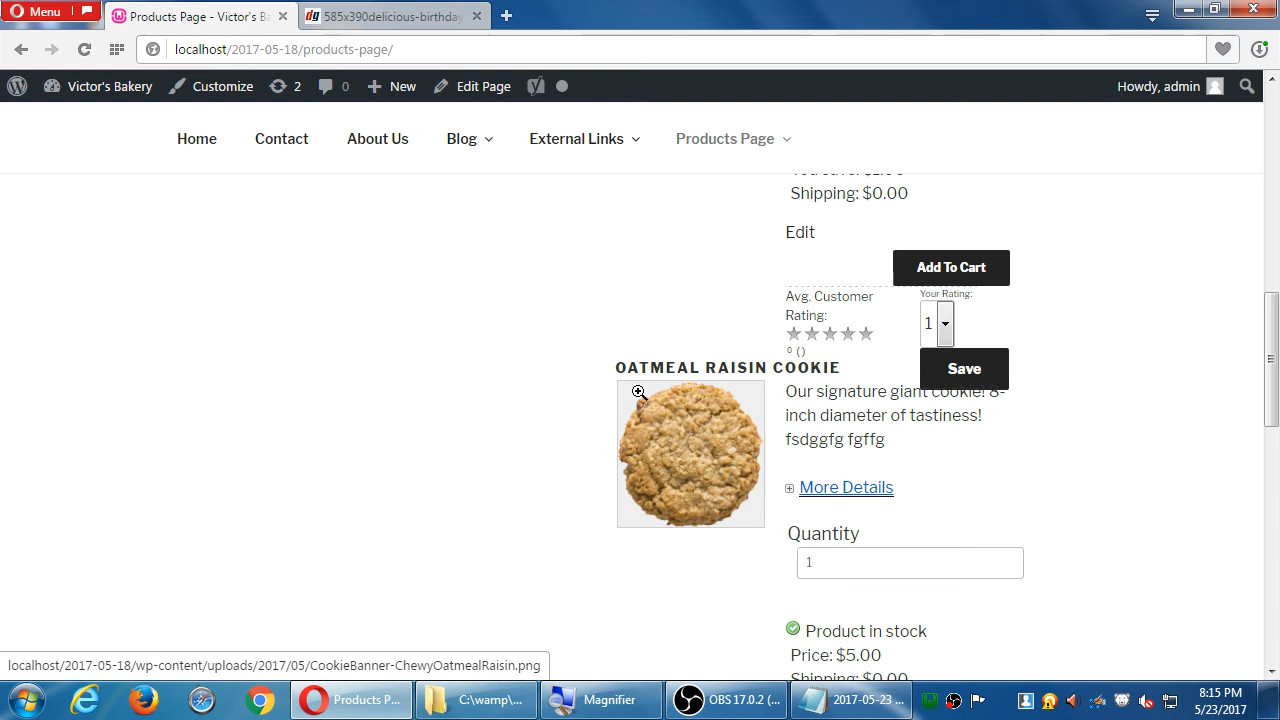 Menu
Products Page - Victor's Ba
585x390delicious-birthday
localhost/2017-05-18/products-page/
Victor's Bakery
Customize
2
0
New
Edit Page
Howdy, admin
Home
Contact
About Us
Blog
External Links
Products Page
Shipping: $0.00
Edit
Add To Cart
Avg. Customer
Rating:
Your Rating:
1
0 ()
OATMEAL RAISIN COOKIE
Save
Our signature giant cookie! 8-
inch diameter of tastiness!
fsdggfg fgffg
More Details
Quantity
1
Product in stock
Price: $5.00
Shipping: $0.00
localhost/2017-05-18/wp-content/uploads/2017/05/CookieBanner-ChewyOatmealRaisin.png
Products P...
C:\wamp\...
Magnifier
OBS 17.0.2 (...
2017-05-23 ...
8:15 PM
5/23/2017